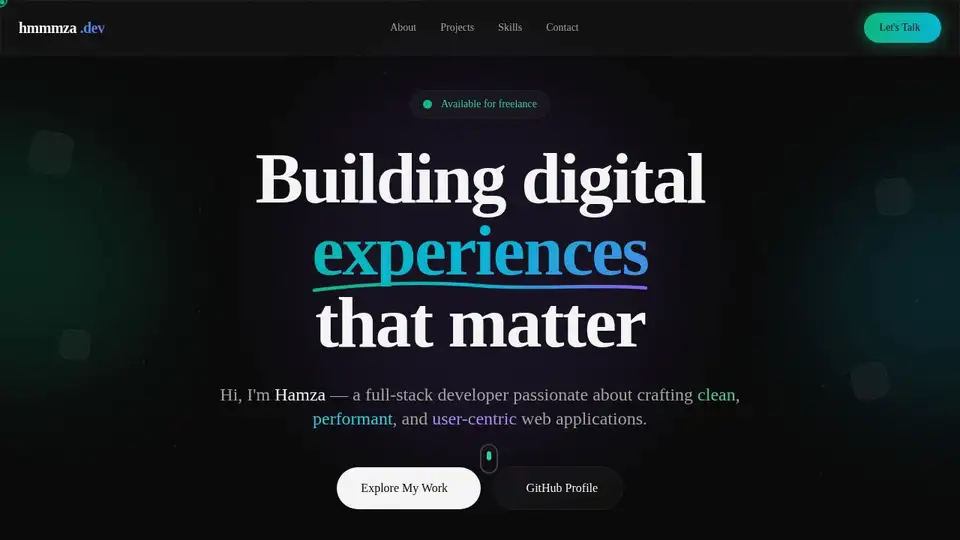 hmmmza .dev
About Projects Skills Contact
Let's Talk
Available for freelance
Building digital
experiences
that matter
Hi, I'm Hamza — a full-stack developer passionate about crafting clean,
performant, and user-centric web applications.
Explore My Work
GitHub Profile